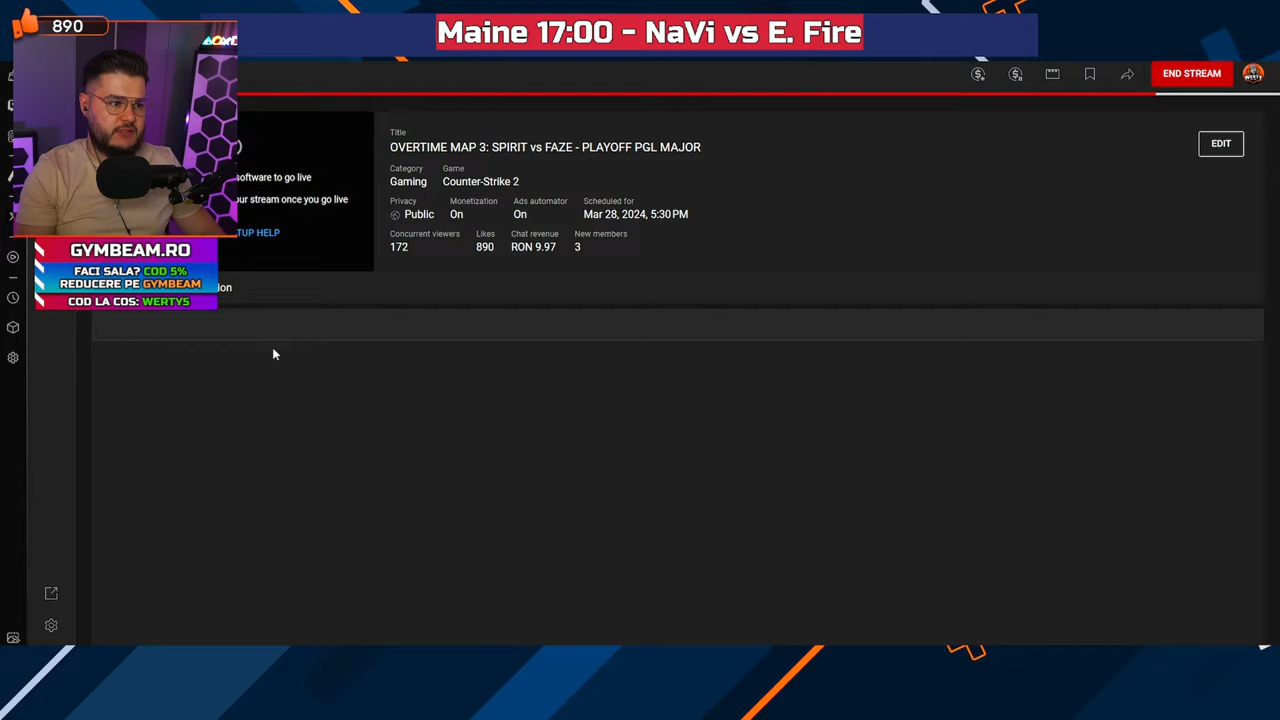 890
Maine 17:00 - NaVi vs E. Fire
END STREAM
Title
OVERTIME MAP 3: SPIRIT vs FAZE - PLAYOFF PGL MAJOR
EDIT
software to go live
Category Game
Gaming Counter-Strike 2
ur stream once you go live
Privacy Monetization Ads automator Scheduled for
Public On On Mar 28, 2024, 5:30 PM
TUP HELP
Concurrent viewers Likes Chat revenue New members
172 890 RON 9.97 3
GYMBEAM.RO
FACI SALA? COD 5%
REDUCERE PE GYMBEAM
COD LA COS: WERTY5
ion